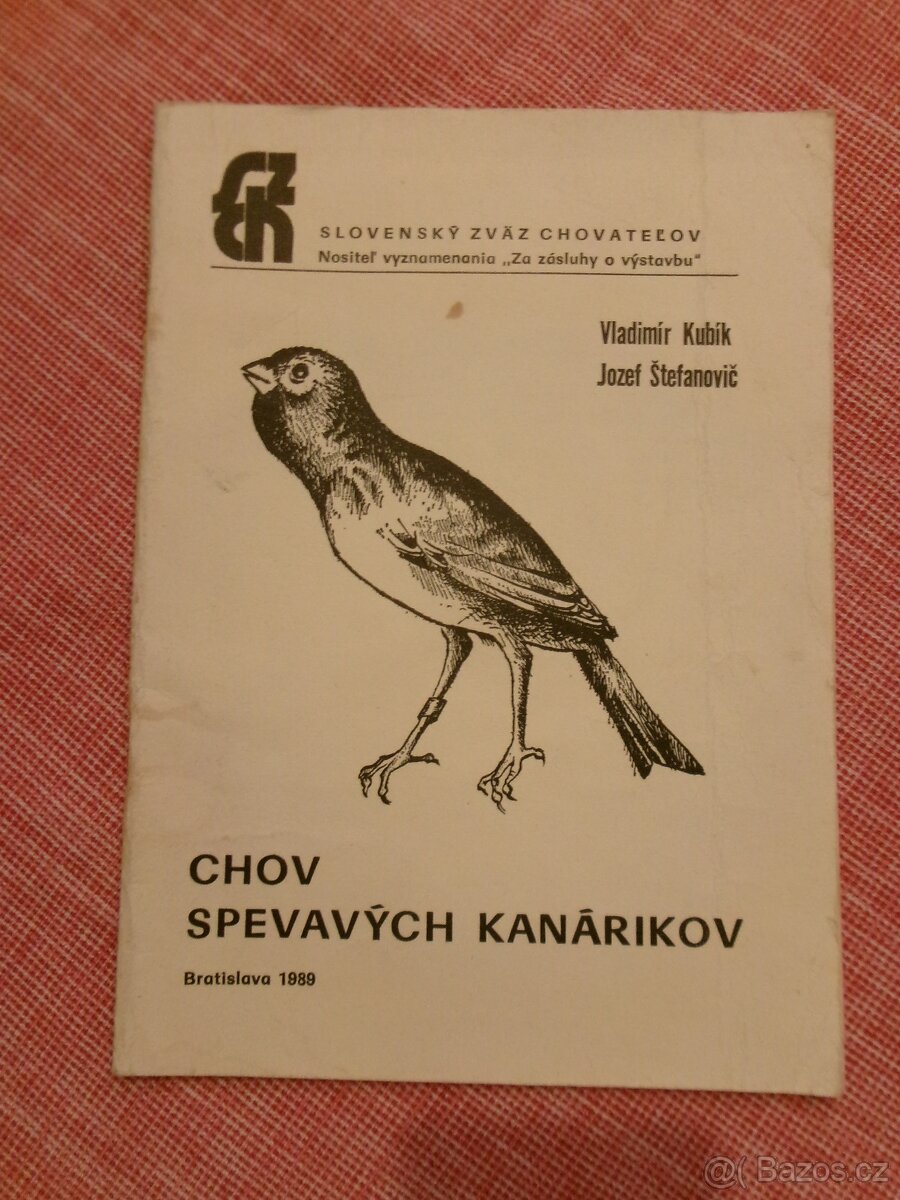 SLOVENSKÝ ZVÄZ CHOVATEĽOV
Nositeľ vyznamenania „Za zásluhy o výstavbu"
Vladimír Kubík
Jozef Štefanovič
CHOV
SPEVAVÝCH KANÁRIKOV
Bratislava 1989
@( Bazos.cz